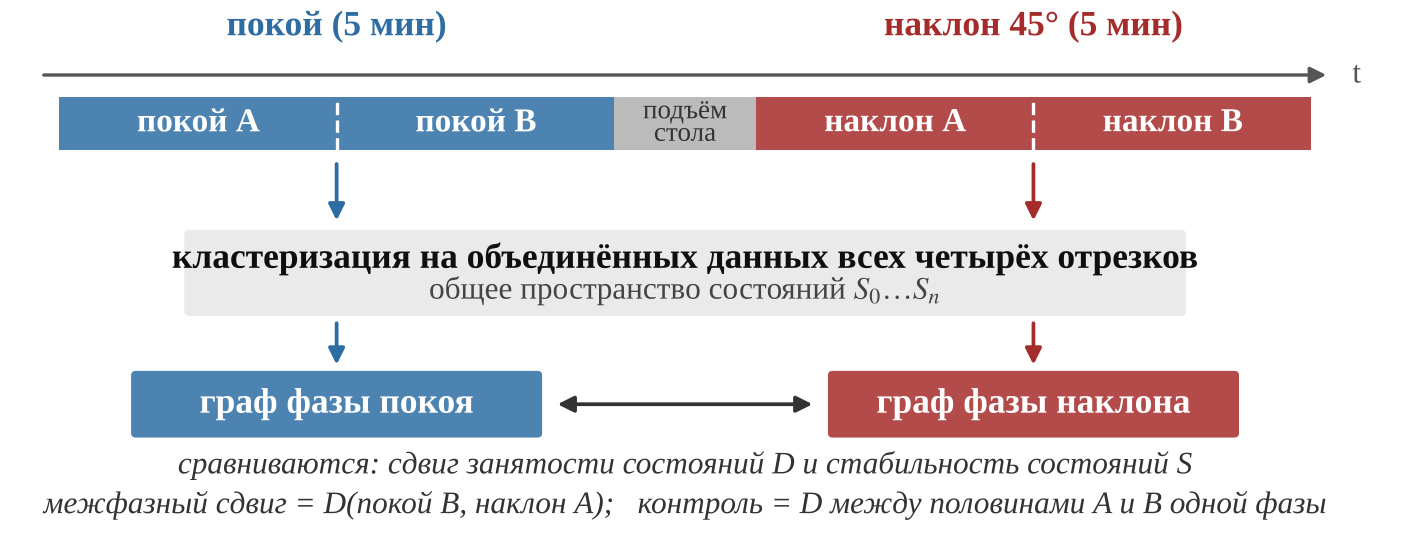 покой (5 мин)
наклон 45° (5 мин)
t
покой A
покой B
подъём
стола
наклон A
наклон B
кластеризация на объединённых данных всех четырёх отрезков
общее пространство состояний S₀…Sₙ
граф фазы покоя
граф фазы наклона
сравниваются: сдвиг занятости состояний D и стабильность состояний S
межфазный сдвиг = D(покой B, наклон A); контроль = D между половинами A и B одной фазы